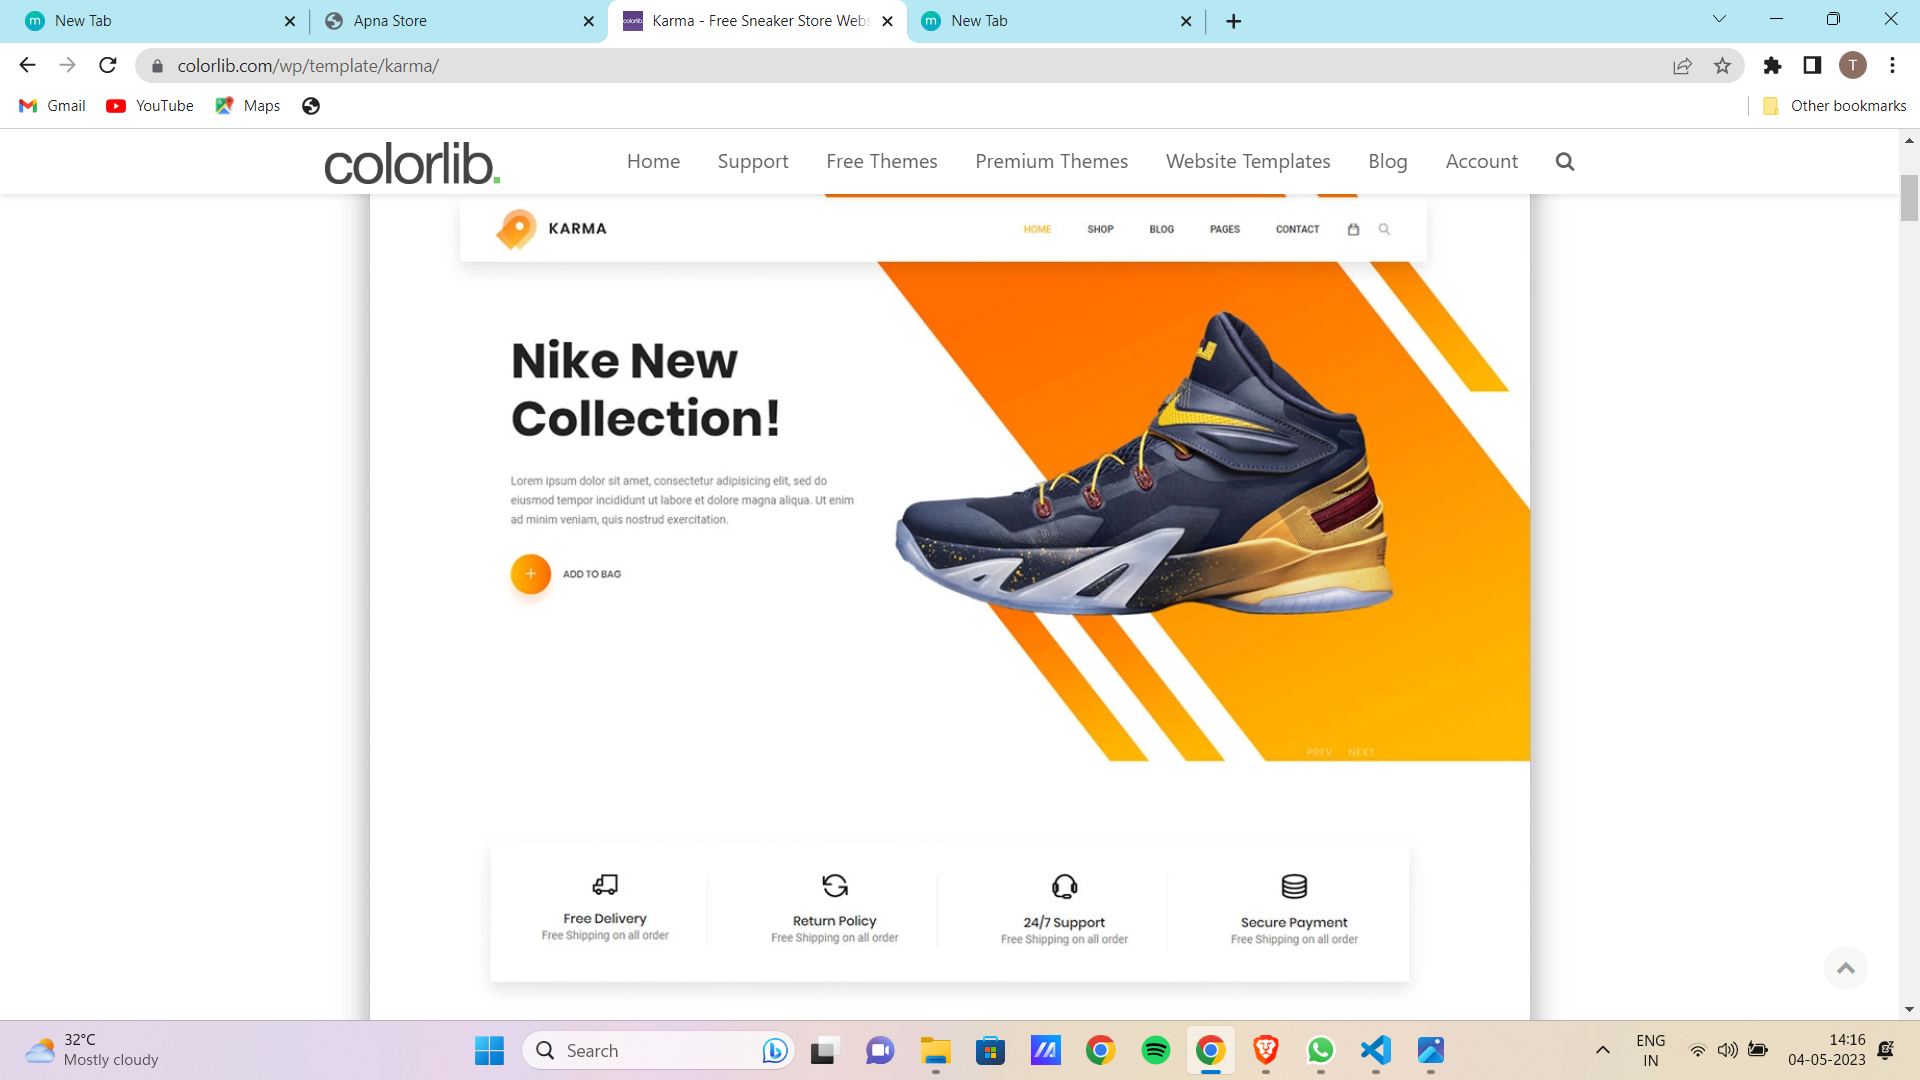 New Tab
Apna Store
Karma - Free Sneaker Store Webs
New Tab
colorlib.com/wp/template/karma/
T
Gmail
YouTube
Maps
Other bookmarks
colorlib.
Home
Support
Free Themes
Premium Themes
Website Templates
Blog
Account
KARMA
HOME
SHOP
BLOG
PAGES
CONTACT
Nike New
Collection!
Lorem ipsum dolor sit amet, consectetur adipisicing elit, sed do
eiusmod tempor incididunt ut labore et dolore magna aliqua. Ut enim
ad minim veniam, quis nostrud exercitation.
+ ADD TO BAG
PREV
NEXT
Free Delivery
Free Shipping on all order
Return Policy
Free Shipping on all order
24/7 Support
Free Shipping on all order
Secure Payment
Free Shipping on all order
32°C
Mostly cloudy
Search
ENG
IN
14:16
04-05-2023